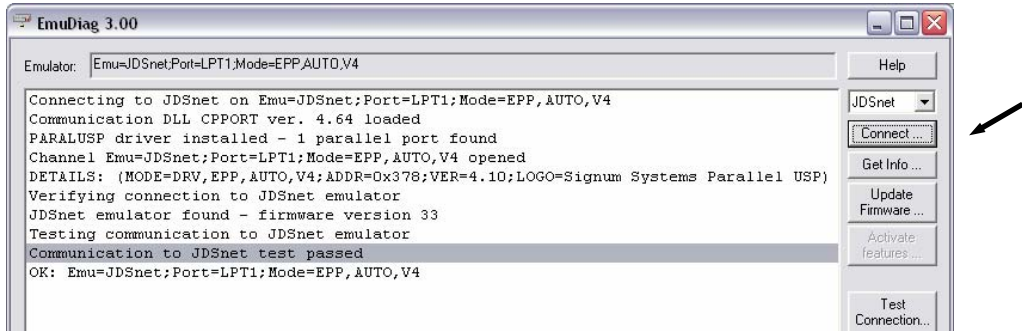 EmuDiag 3.00
Emulator: Emu=JDSnet;Port=LPT1;Mode=EPP,AUTO,V4
Help
Connecting to JDSnet on Emu=JDSnet;Port=LPT1;Mode=EPP,AUTO,V4
Communication DLL CPPORT ver. 4.64 loaded
PARALUSP driver installed - 1 parallel port found
Channel Emu=JDSnet;Port=LPT1;Mode=EPP,AUTO,V4 opened
DETAILS: (MODE=DRV,EPP,AUTO,V4;ADDR=0x378;VER=4.10;LOGO=Signum Systems Parallel USP)
Verifying connection to JDSnet emulator
JDSnet emulator found - firmware version 33
Testing communication to JDSnet emulator
Communication to JDSnet test passed
OK: Emu=JDSnet;Port=LPT1;Mode=EPP,AUTO,V4
JDSnet
Connect ...
Get Info ...
Update
Firmware ...
Activate
features ...
Test
Connection...